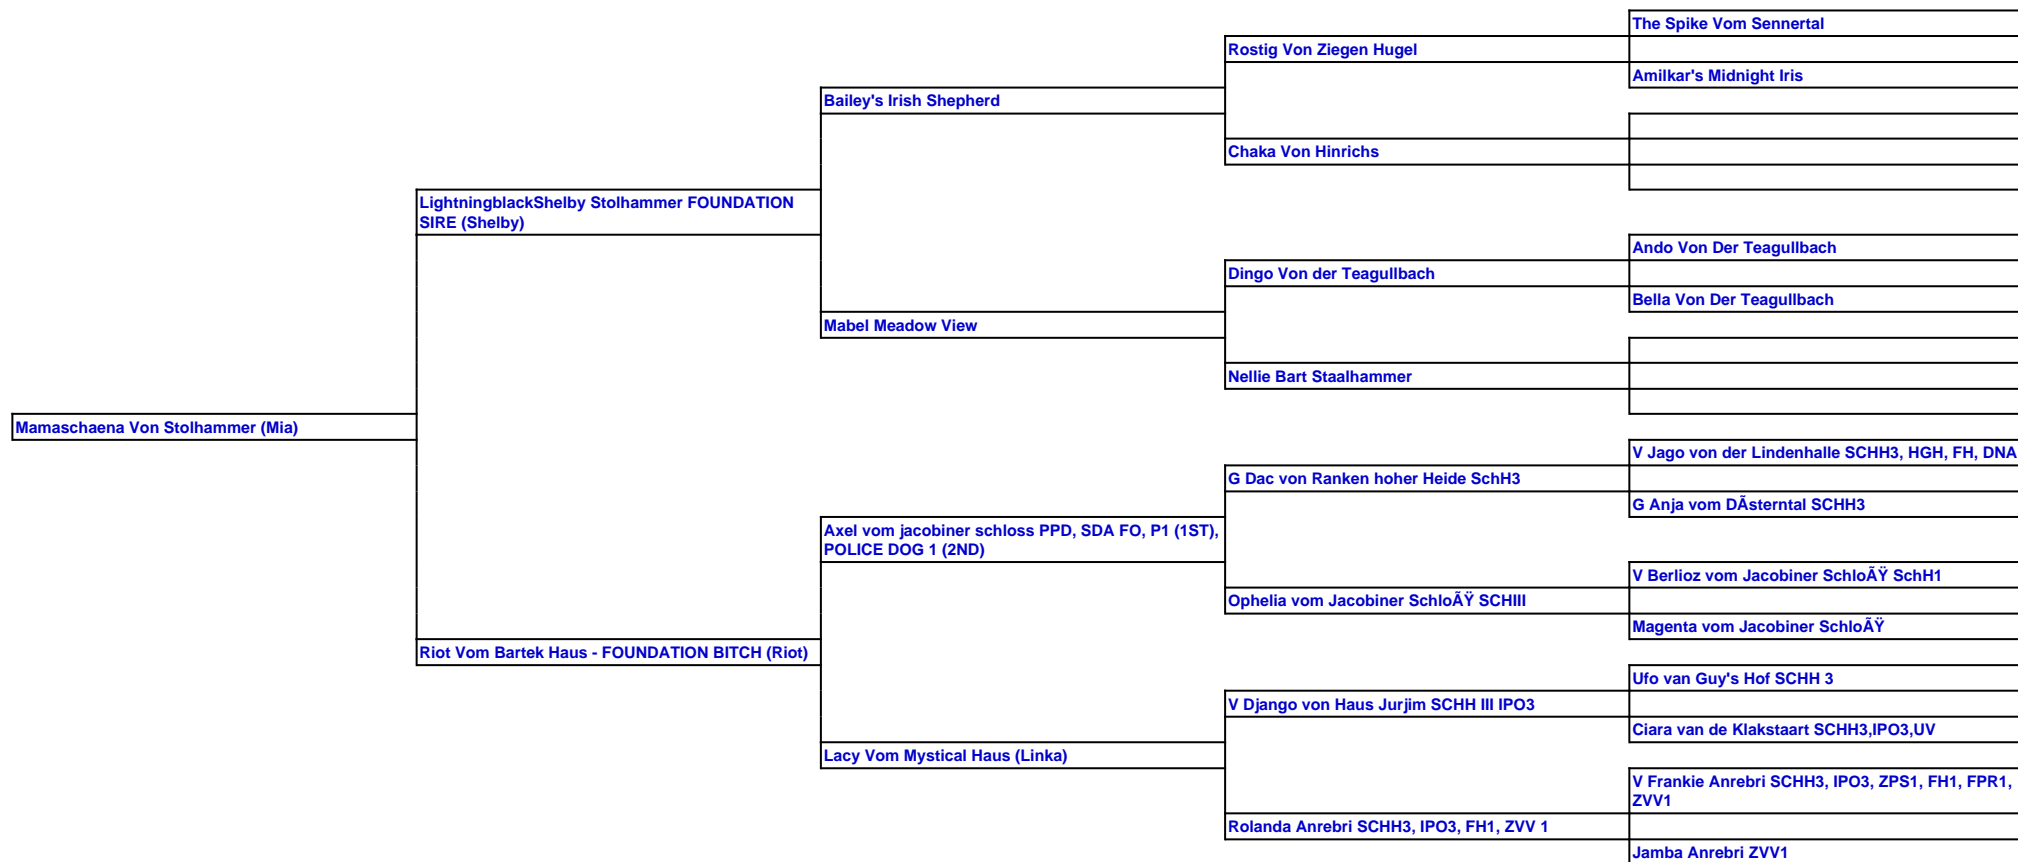 The Spike Vom Sennertal
Rostig Von Ziegen Hugel
Amilkar's Midnight Iris
Bailey's Irish Shepherd
Chaka Von Hinrichs
LightningblackShelby Stolhammer FOUNDATION
SIRE (Shelby)
Ando Von Der Teagullbach
Dingo Von der Teagullbach
Bella Von Der Teagullbach
Mabel Meadow View
Nellie Bart Staalhammer
Mamaschaena Von Stolhammer (Mia)
V Jago von der Lindenhalle SCHH3, HGH, FH, DNA
G Dac von Ranken hoher Heide SchH3
G Anja vom DÃsterntal SCHH3
Axel vom jacobiner schloss PPD, SDA FO, P1 (1ST),
POLICE DOG 1 (2ND)
V Berlioz vom Jacobiner SchloÃŸ SchH1
Ophelia vom Jacobiner SchloÃŸ SCHIII
Magenta vom Jacobiner SchloÃŸ
Riot Vom Bartek Haus - FOUNDATION BITCH (Riot)
Ufo van Guy's Hof SCHH 3
V Django von Haus Jurjim SCHH III IPO3
Ciara van de Klakstaart SCHH3,IPO3,UV
Lacy Vom Mystical Haus (Linka)
V Frankie Anrebri SCHH3, IPO3, ZPS1, FH1, FPR1,
ZVV1
Rolanda Anrebri SCHH3, IPO3, FH1, ZVV 1
Jamba Anrebri ZVV1